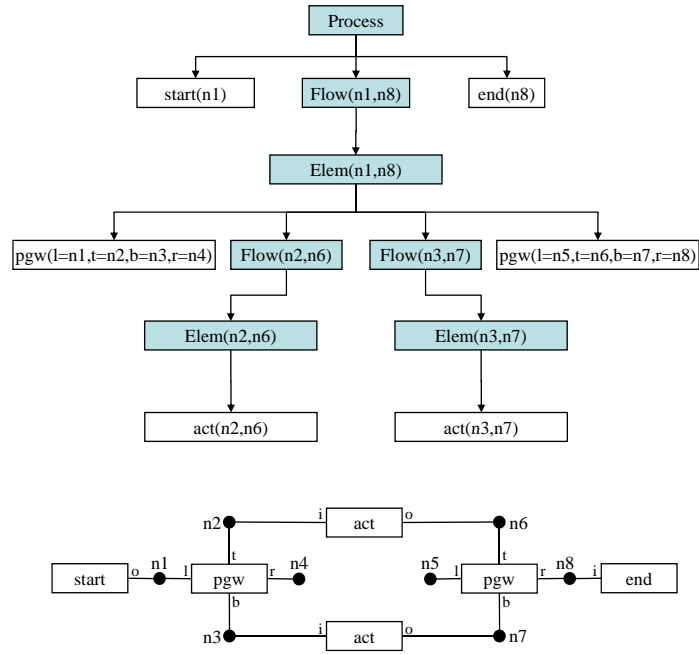 Process
start(n1)
Flow(n1,n8)
end(n8)
Elem(n1,n8)
pgw(l=n1,t=n2,b=n3,r=n4)
Flow(n2,n6)
Flow(n3,n7)
pgw(l=n5,t=n6,b=n7,r=n8)
Elem(n2,n6)
Elem(n3,n7)
act(n2,n6)
act(n3,n7)
n2 i act o n6
t t
start o n1 l pgw r n4 n5 l pgw r n8 i end
b b
n3 i act o n7